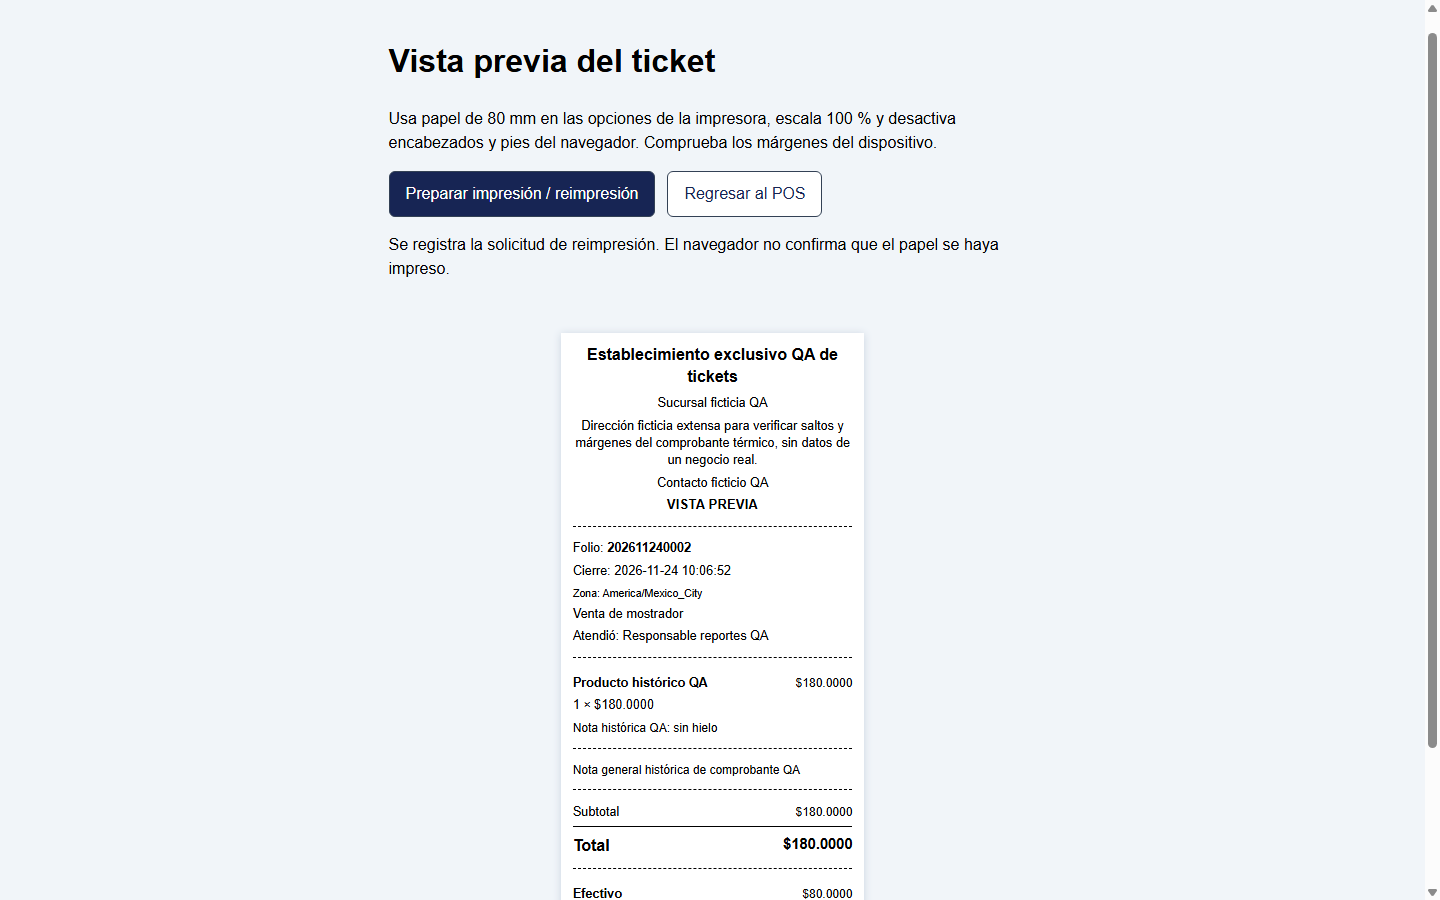 Vista previa del ticket
Usa papel de 80 mm en las opciones de la impresora, escala 100 % y desactiva
encabezados y pies del navegador. Comprueba los márgenes del dispositivo.
Preparar impresión / reimpresión
Regresar al POS
Se registra la solicitud de reimpresión. El navegador no confirma que el papel se haya
impreso.
Establecimiento exclusivo QA de
tickets
Sucursal ficticia QA
Dirección ficticia extensa para verificar saltos y
márgenes del comprobante térmico, sin datos de
un negocio real.
Contacto ficticio QA
VISTA PREVIA
Folio: 202611240002
Cierre: 2026-11-24 10:06:52
Zona: America/Mexico_City
Venta de mostrador
Atendió: Responsable reportes QA
Producto histórico QA $180.0000
1 × $180.0000
Nota histórica QA: sin hielo
Nota general histórica de comprobante QA
Subtotal $180.0000
Total $180.0000
Efectivo $80.0000